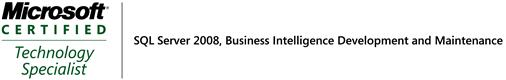 Microsoft
CERTIFIED
Technology
Specialist
SQL Server 2008, Business Intelligence Development and Maintenance